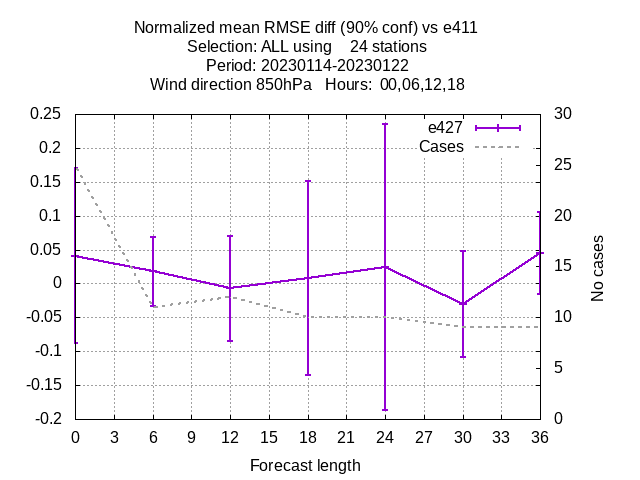 Normalized mean RMSE diff (90% conf) vs e411
Selection: ALL using    24 stations
Period: 20230114-20230122
Wind direction 850hPa   Hours:  00,06,12,18
0.25
0.2
0.15
0.1
0.05
0
-0.05
-0.1
-0.15
-0.2
e427
Cases
30
25
20
15
10
5
0
No cases
0 3 6 9 12 15 18 21 24 27 30 33 36
Forecast length